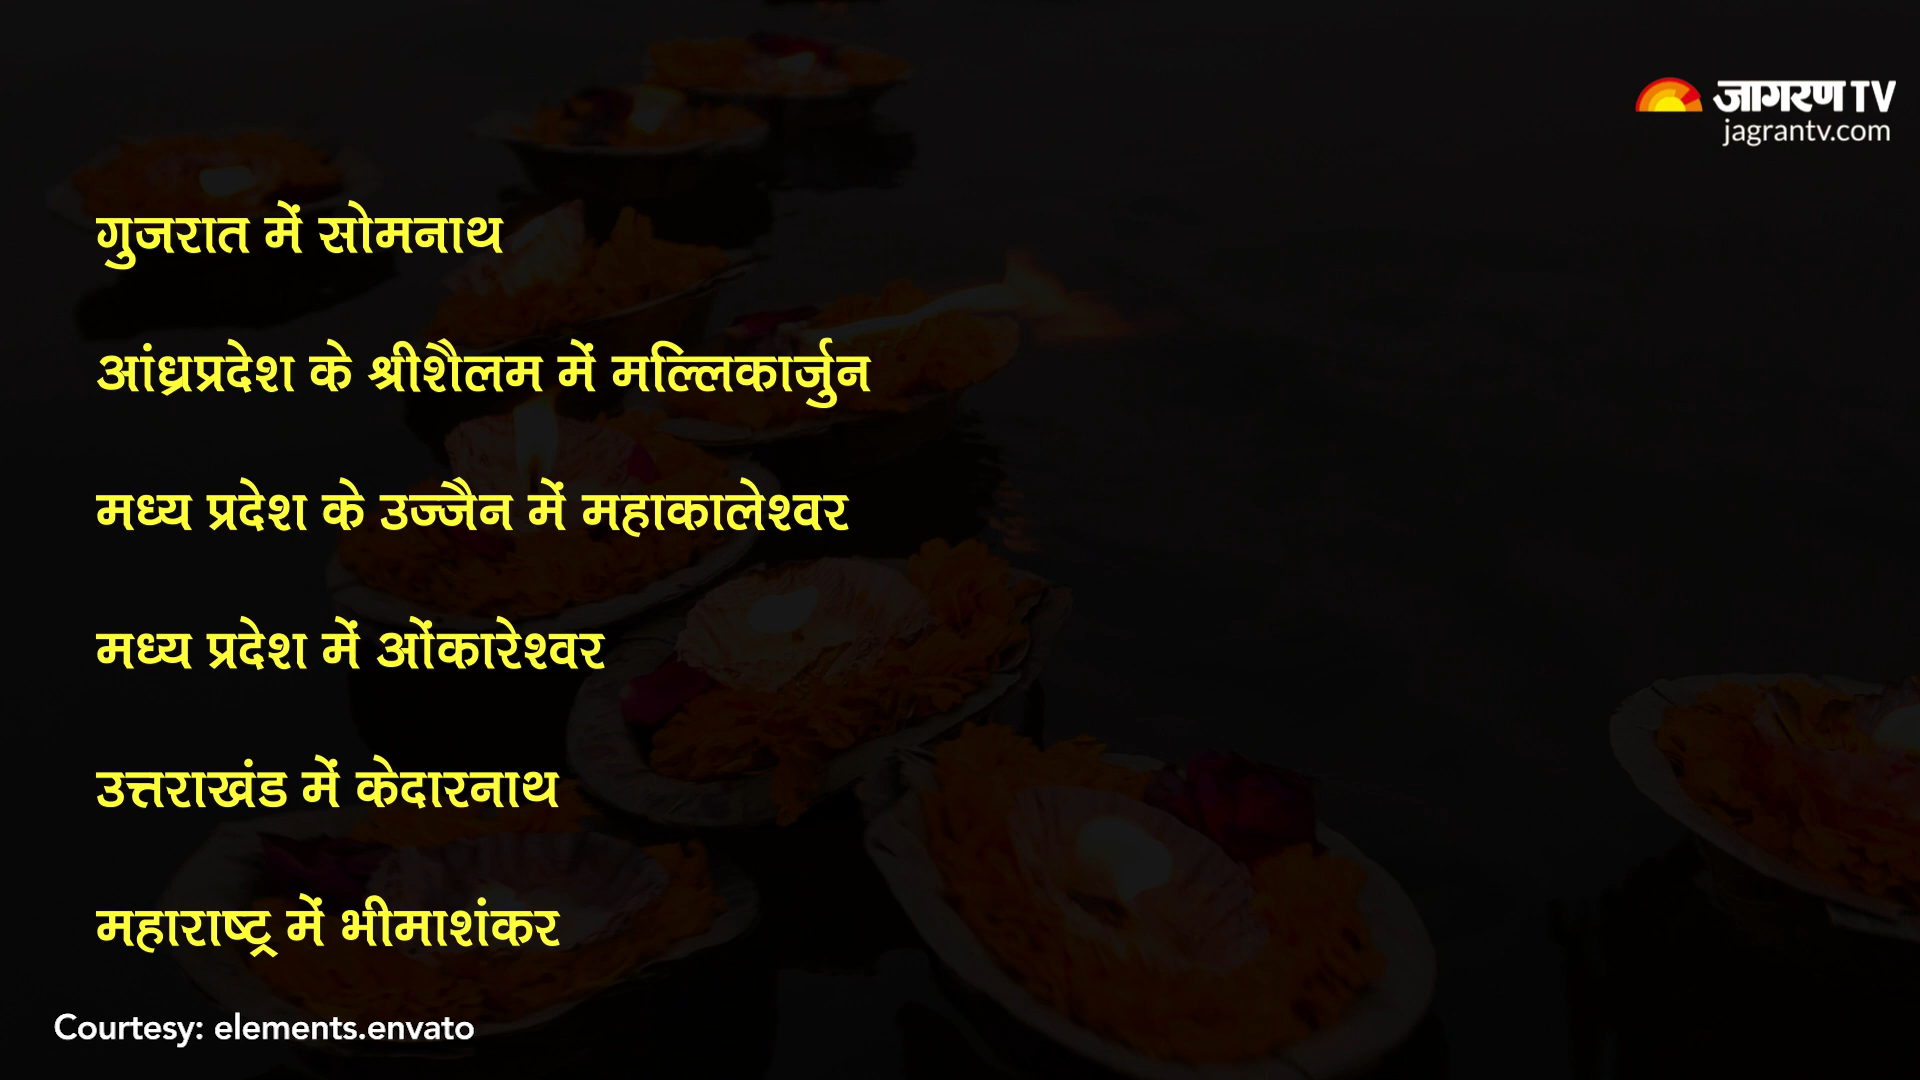 जागरण TV
jagrantv.com
गुजरात में सोमनाथ
आंध्रप्रदेश के श्रीशैलम में मल्लिकार्जुन
मध्य प्रदेश के उज्जैन में महाकालेश्वर
मध्य प्रदेश में ओंकारेश्वर
उत्तराखंड में केदारनाथ
महाराष्ट्र में भीमाशंकर
Courtesy: elements.envato